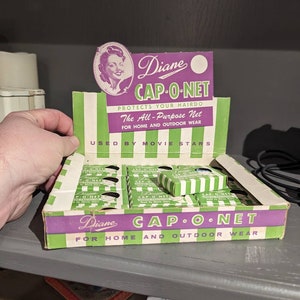 Diane
CAP·O·NET
PROTECTS YOUR HAIRDO
The All-Purpose Net
FOR HOME AND OUTDOOR WEAR
USED BY MOVIE STARS
Diane CAP·O·NET
FOR HOME AND OUTDOOR WEAR